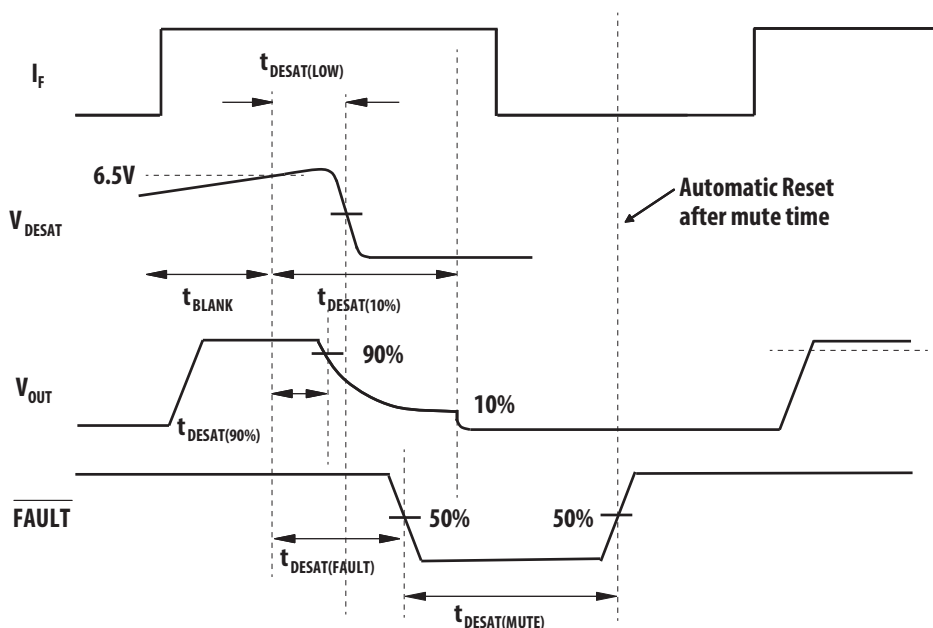 t_DESAT(LOW)
I_F
6.5V
Automatic Reset
after mute time
V_DESAT
t_BLANK
t_DESAT(10%)
90%
V_OUT
10%
t_DESAT(90%)
FAULT
50%
50%
t_DESAT(FAULT)
t_DESAT(MUTE)